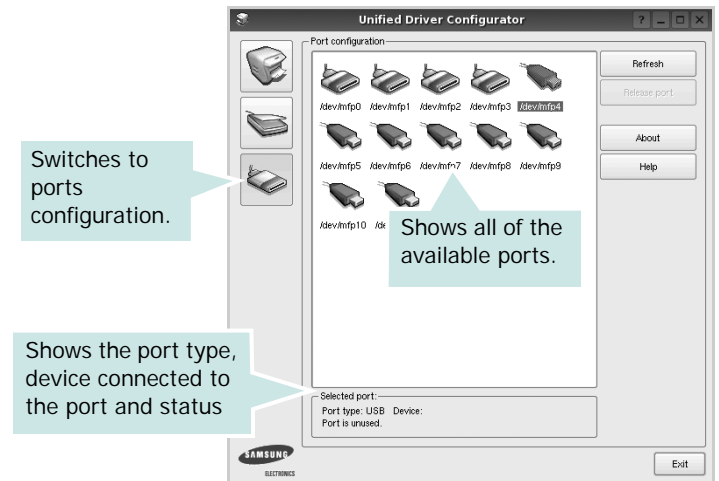 Unified Driver Configurator
Port configuration
/dev/mfp0 /dev/mfp1 /dev/mfp2 /dev/mfp3 /dev/mfp4
/dev/mfp5 /dev/mfp6 /dev/mfp7 /dev/mfp8 /dev/mfp9
/dev/mfp10
Refresh
Release port
About
Help
Switches to
ports
configuration.
Shows all of the
available ports.
Shows the port type,
device connected to
the port and status
Selected port:
Port type: USB Device:
Port is unused.
SAMSUNG
ELECTRONICS
Exit